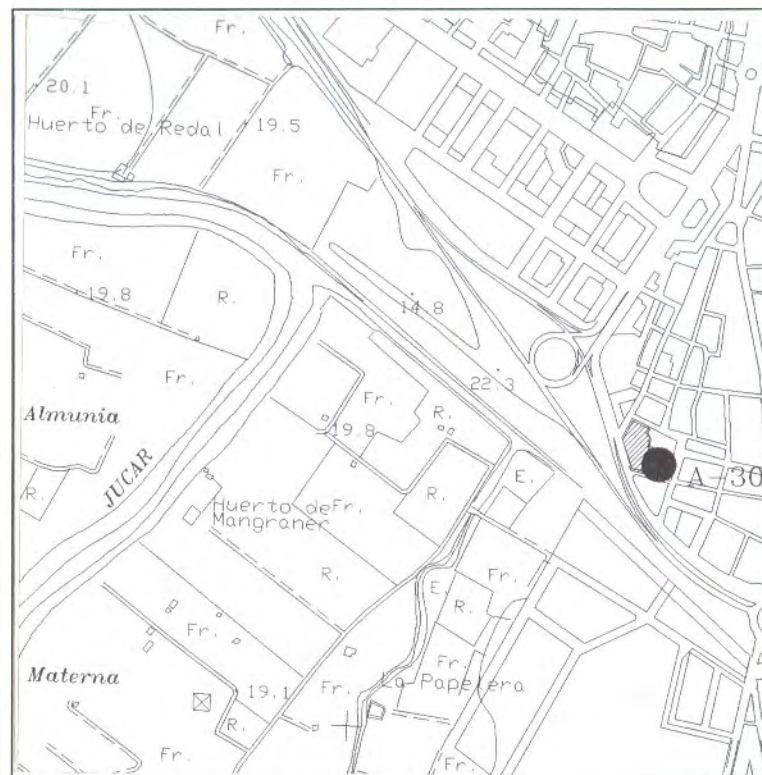 Fr.
20.1
Fr.
Huerto de Redal
19.5
Fr.
Fr.
19.8
R.
14.8
22.3
Almunia
Fr.
Fr.
R.
19.8
JUCAR
R.
R.
E.
A-30
Huerto de
Mangraner
Fr.
R.
Fr.
E.
R.
Fr.
Materna
19.1
Fr.
Fr.
La Papelera
R.
Fr.
Fr.